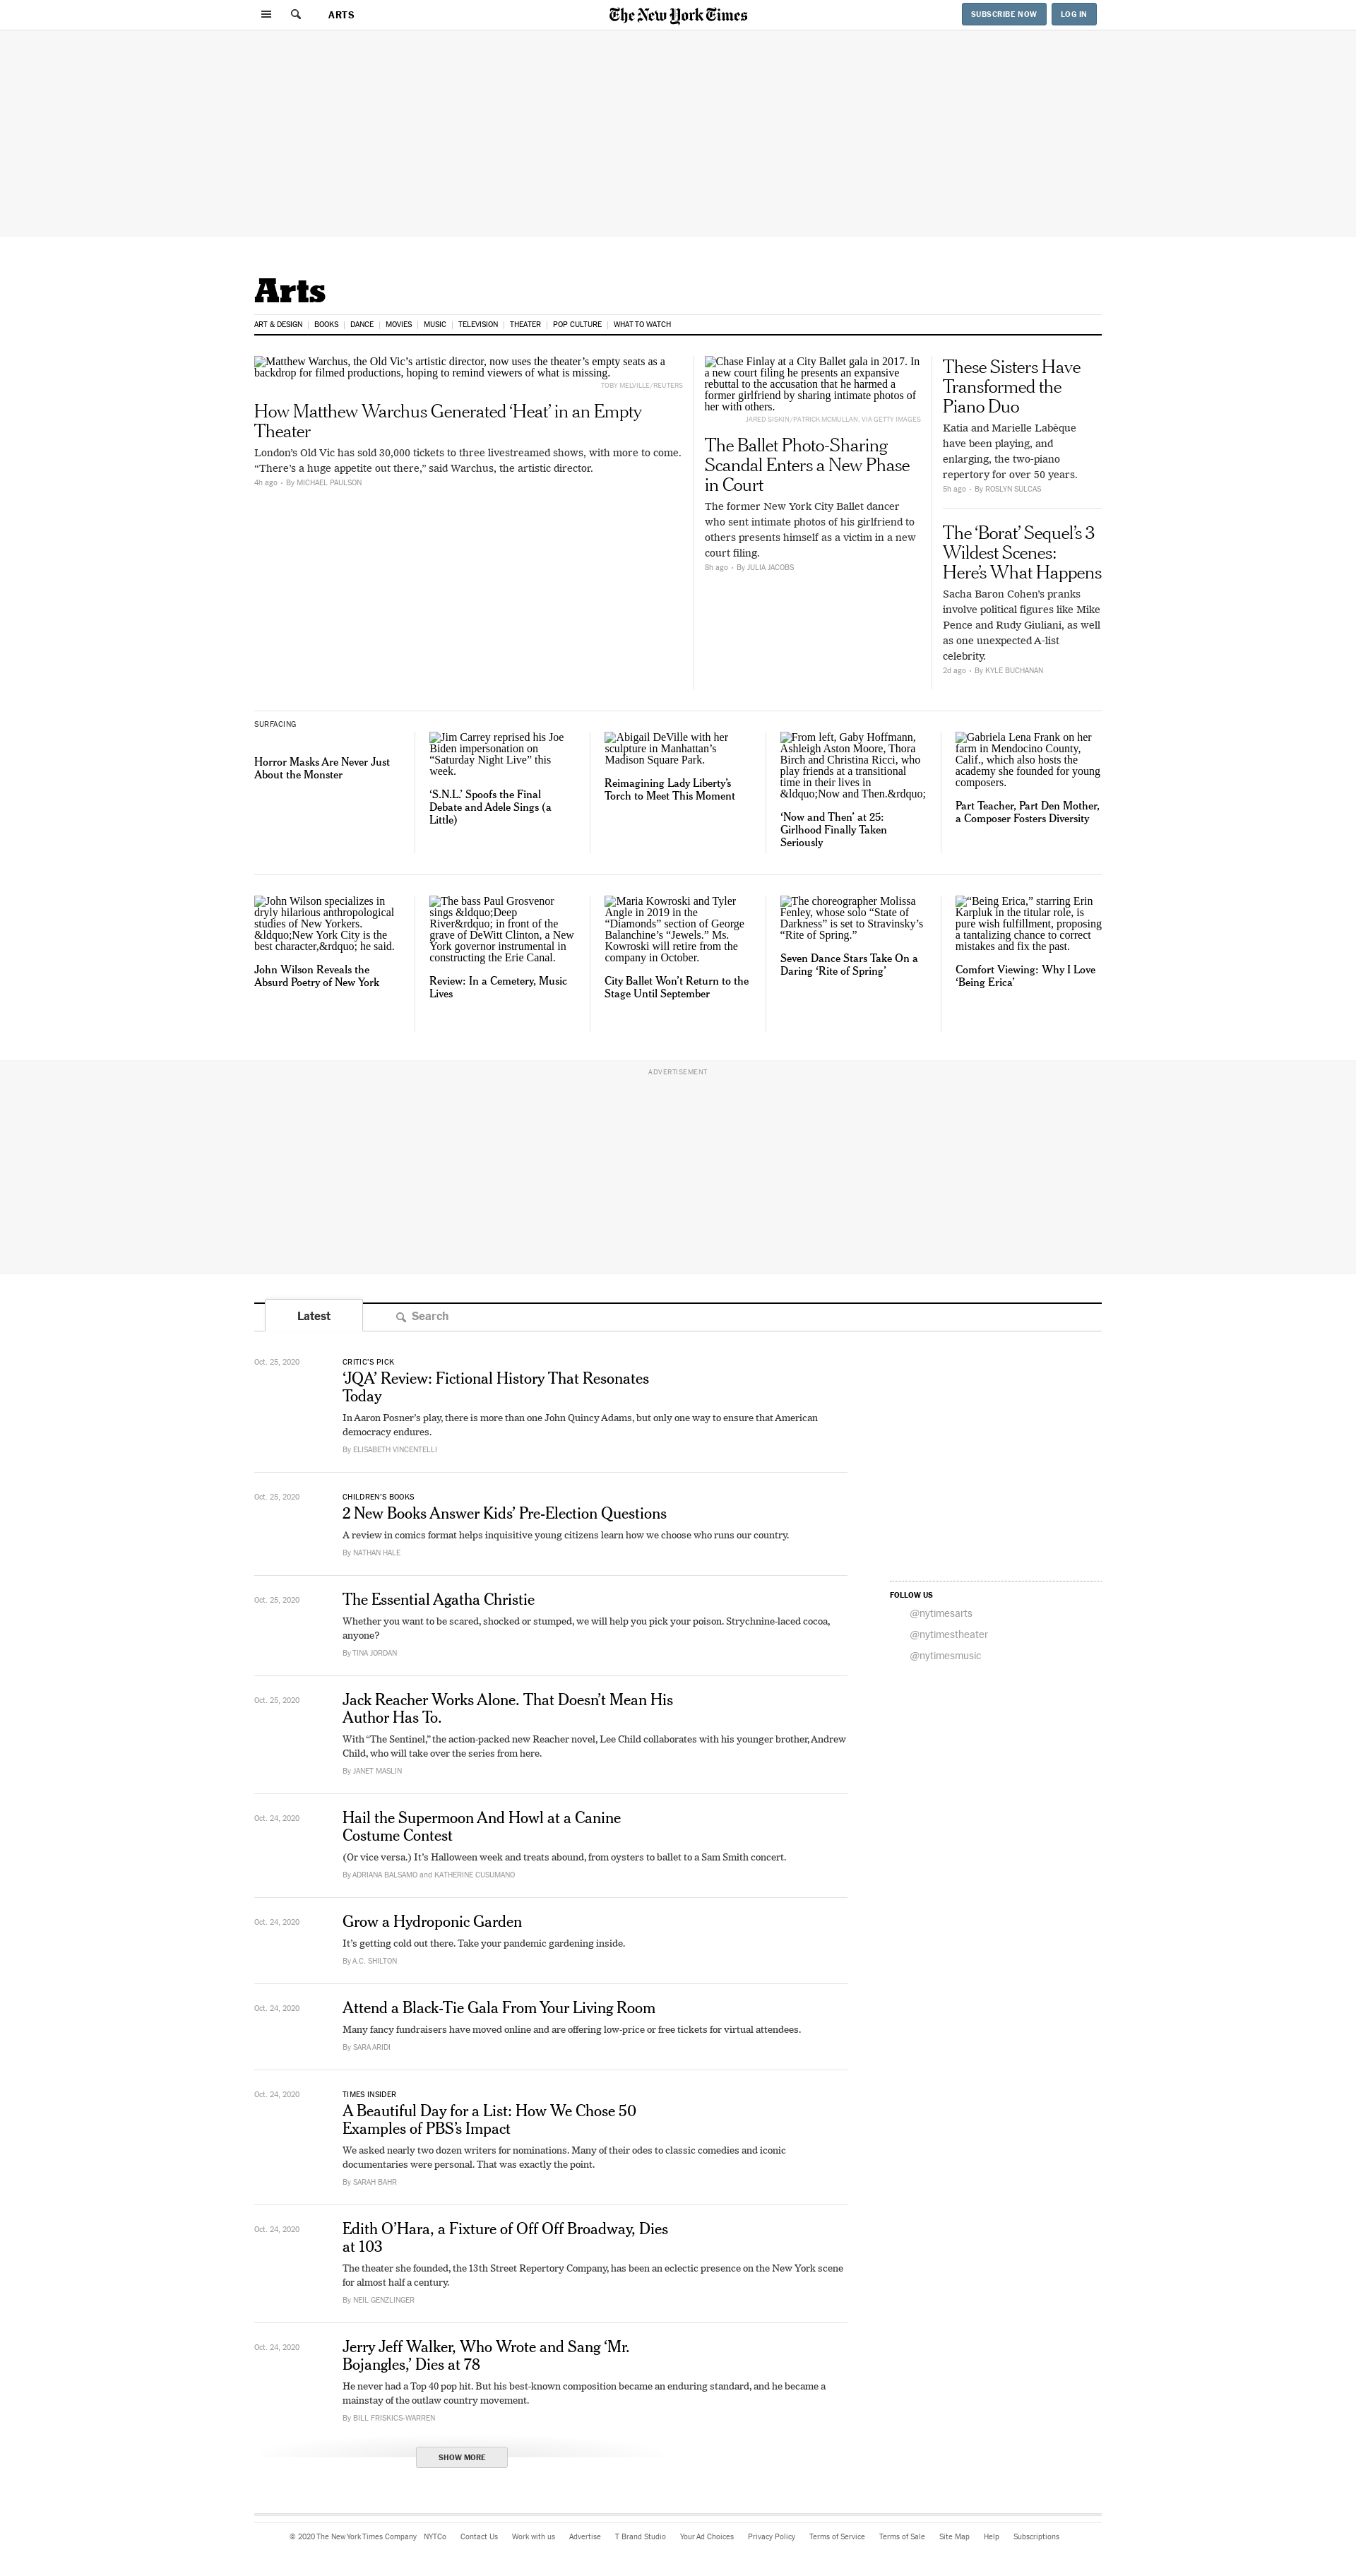 ARTS
The New York Times
SUBSCRIBE NOW
LOG IN
Arts
ART & DESIGN
BOOKS
DANCE
MOVIES
MUSIC
TELEVISION
THEATER
POP CULTURE
WHAT TO WATCH
Matthew Warchus, the Old Vic’s artistic director, now uses the theater’s empty seats as a
backdrop for filmed productions, hoping to remind viewers of what is missing.
TOBY MELVILLE/REUTERS
How Matthew Warchus Generated ‘Heat’ in an Empty
Theater
London’s Old Vic has sold 30,000 tickets to three livestreamed shows, with more to come.
“There’s a huge appetite out there,” said Warchus, the artistic director.
4h ago • By MICHAEL PAULSON
Chase Finlay at a City Ballet gala in 2017. In
a new court filing he presents an expansive
rebuttal to the accusation that he harmed a
former girlfriend by sharing intimate photos of
her with others.
JARED SISKIN/PATRICK MCMULLAN, VIA GETTY IMAGES
The Ballet Photo-Sharing
Scandal Enters a New Phase
in Court
The former New York City Ballet dancer
who sent intimate photos of his girlfriend to
others presents himself as a victim in a new
court filing.
8h ago • By JULIA JACOBS
These Sisters Have
Transformed the
Piano Duo
Katia and Marielle Labèque
have been playing, and
enlarging, the two-piano
repertory for over 50 years.
5h ago • By ROSLYN SULCAS
The ‘Borat’ Sequel’s 3
Wildest Scenes:
Here’s What Happens
Sacha Baron Cohen’s pranks
involve political figures like Mike
Pence and Rudy Giuliani, as well
as one unexpected A-list
celebrity.
2d ago • By KYLE BUCHANAN
SURFACING
Horror Masks Are Never Just
About the Monster
Jim Carrey reprised his Joe
Biden impersonation on
“Saturday Night Live” this
week.
‘S.N.L.’ Spoofs the Final
Debate and Adele Sings (a
Little)
Abigail DeVille with her
sculpture in Manhattan’s
Madison Square Park.
Reimagining Lady Liberty’s
Torch to Meet This Moment
From left, Gaby Hoffmann,
Ashleigh Aston Moore, Thora
Birch and Christina Ricci, who
play friends at a transitional
time in their lives in
&ldquo;Now and Then.&rdquo;
‘Now and Then’ at 25:
Girlhood Finally Taken
Seriously
Gabriela Lena Frank on her
farm in Mendocino County,
Calif., which also hosts the
academy she founded for young
composers.
Part Teacher, Part Den Mother,
a Composer Fosters Diversity
John Wilson specializes in
dryly hilarious anthropological
studies of New Yorkers.
&ldquo;New York City is the
best character,&rdquo; he said.
John Wilson Reveals the
Absurd Poetry of New York
The bass Paul Grosvenor
sings &ldquo;Deep
River&rdquo; in front of the
grave of DeWitt Clinton, a New
York governor instrumental in
constructing the Erie Canal.
Review: In a Cemetery, Music
Lives
Maria Kowroski and Tyler
Angle in 2019 in the
“Diamonds” section of George
Balanchine’s “Jewels.” Ms.
Kowroski will retire from the
company in October.
City Ballet Won’t Return to the
Stage Until September
The choreographer Molissa
Fenley, whose solo “State of
Darkness” is set to Stravinsky’s
“Rite of Spring.”
Seven Dance Stars Take On a
Daring ‘Rite of Spring’
“Being Erica,” starring Erin
Karpluk in the titular role, is
pure wish fulfillment, proposing
a tantalizing chance to correct
mistakes and fix the past.
Comfort Viewing: Why I Love
‘Being Erica’
ADVERTISEMENT
Latest
Search
Oct. 25, 2020
CRITIC’S PICK
‘JQA’ Review: Fictional History That Resonates
Today
In Aaron Posner’s play, there is more than one John Quincy Adams, but only one way to ensure that American
democracy endures.
By ELISABETH VINCENTELLI
Oct. 25, 2020
CHILDREN’S BOOKS
2 New Books Answer Kids’ Pre-Election Questions
A review in comics format helps inquisitive young citizens learn how we choose who runs our country.
By NATHAN HALE
Oct. 25, 2020
The Essential Agatha Christie
Whether you want to be scared, shocked or stumped, we will help you pick your poison. Strychnine-laced cocoa,
anyone?
By TINA JORDAN
FOLLOW US
@nytimesarts
@nytimestheater
@nytimesmusic
Oct. 25, 2020
Jack Reacher Works Alone. That Doesn’t Mean His
Author Has To.
With “The Sentinel,” the action-packed new Reacher novel, Lee Child collaborates with his younger brother, Andrew
Child, who will take over the series from here.
By JANET MASLIN
Oct. 24, 2020
Hail the Supermoon And Howl at a Canine
Costume Contest
(Or vice versa.) It’s Halloween week and treats abound, from oysters to ballet to a Sam Smith concert.
By ADRIANA BALSAMO and KATHERINE CUSUMANO
Oct. 24, 2020
Grow a Hydroponic Garden
It’s getting cold out there. Take your pandemic gardening inside.
By A.C. SHILTON
Oct. 24, 2020
Attend a Black-Tie Gala From Your Living Room
Many fancy fundraisers have moved online and are offering low-price or free tickets for virtual attendees.
By SARA ARIDI
Oct. 24, 2020
TIMES INSIDER
A Beautiful Day for a List: How We Chose 50
Examples of PBS’s Impact
We asked nearly two dozen writers for nominations. Many of their odes to classic comedies and iconic
documentaries were personal. That was exactly the point.
By SARAH BAHR
Oct. 24, 2020
Edith O’Hara, a Fixture of Off Off Broadway, Dies
at 103
The theater she founded, the 13th Street Repertory Company, has been an eclectic presence on the New York scene
for almost half a century.
By NEIL GENZLINGER
Oct. 24, 2020
Jerry Jeff Walker, Who Wrote and Sang ‘Mr.
Bojangles,’ Dies at 78
He never had a Top 40 pop hit. But his best-known composition became an enduring standard, and he became a
mainstay of the outlaw country movement.
By BILL FRISKICS-WARREN
SHOW MORE
© 2020 The New York Times Company NYTCo Contact Us Work with us Advertise T Brand Studio Your Ad Choices Privacy Policy Terms of Service Terms of Sale Site Map Help Subscriptions